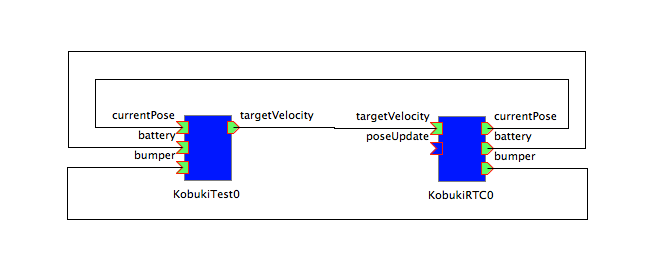 currentPose
battery
bumper
targetVelocity
KobukiTest0
targetVelocity
poseUpdate
currentPose
battery
bumper
KobukiRTC0